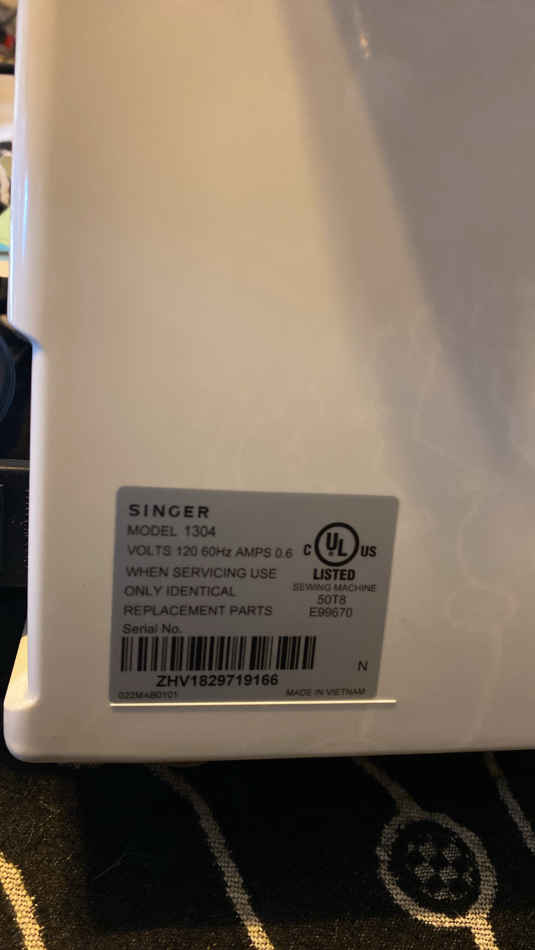 SINGER
MODEL 1304
VOLTS 120 60Hz AMPS 0.6
WHEN SERVICING USE
ONLY IDENTICAL
REPLACEMENT PARTS
C UL US
LISTED
SEWING MACHINE
50T8
E99670
Serial No.
ZHV1829719166
N
022MAB0101
MADE IN VIETNAM